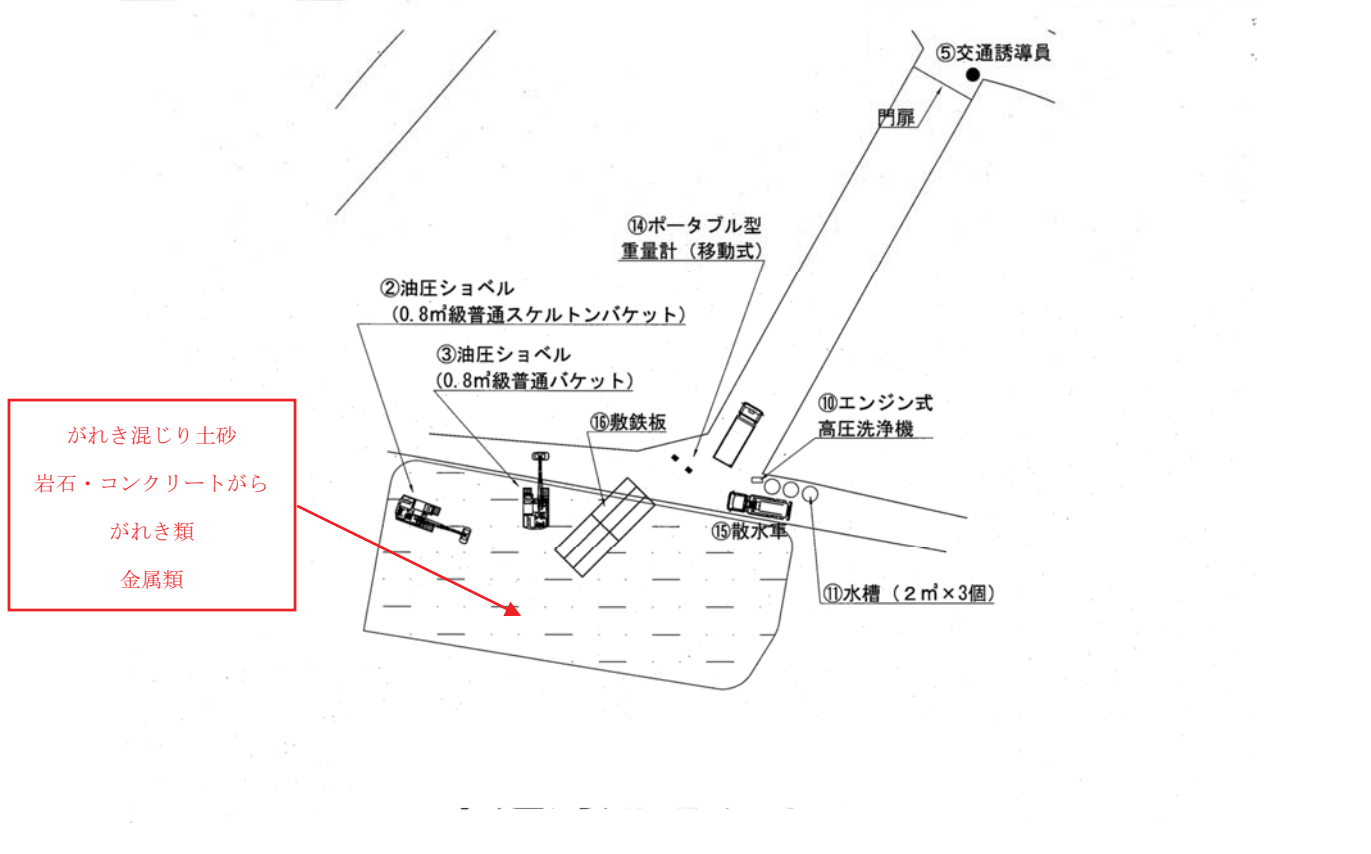 ⑤交通誘導員
門扉
⑭ポータブル型
重量計（移動式）
②油圧ショベル
(0.8㎥級普通スケルトンバケット)
③油圧ショベル
(0.8㎥級普通バケット)
⑯敷鉄板
⑩エンジン式
高圧洗浄機
がれき混じり土砂
岩石・コンクリートがら
がれき類
金属類
⑮散水車
⑪水槽（２㎥×3個）